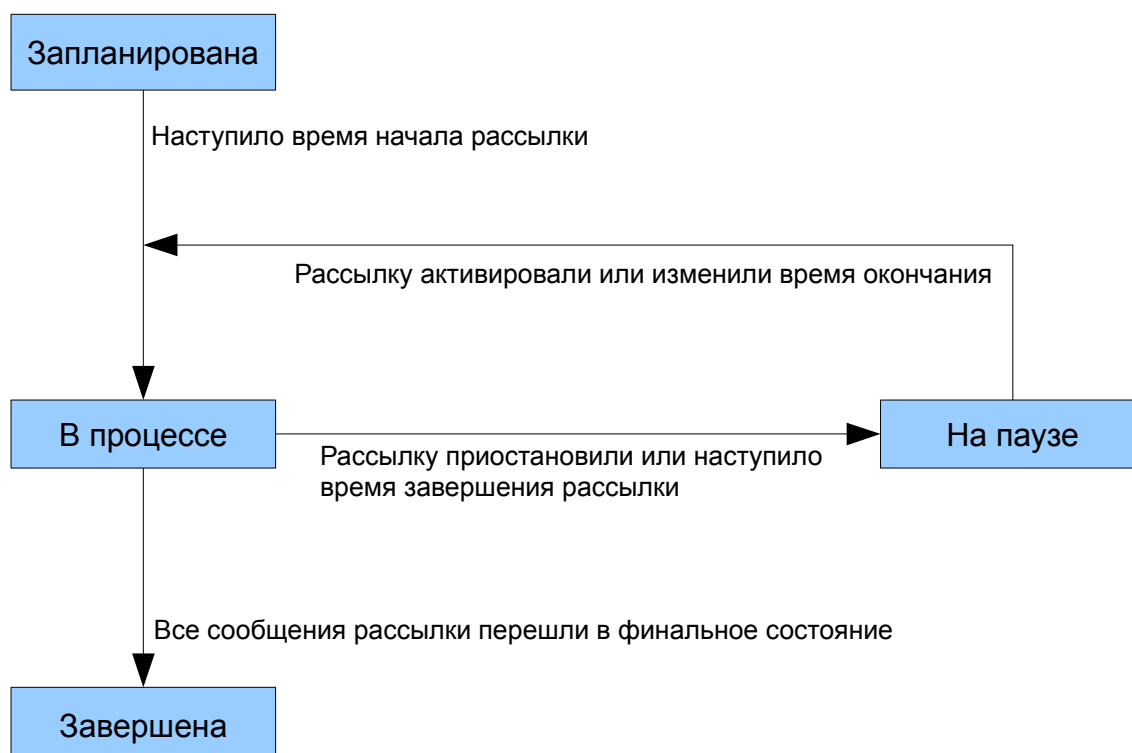 Запланирована
Наступило время начала рассылки
Рассылку активировали или изменили время окончания
В процессе
На паузе
Рассылку приостановили или наступило
время завершения рассылки
Все сообщения рассылки перешли в финальное состояние
Завершена